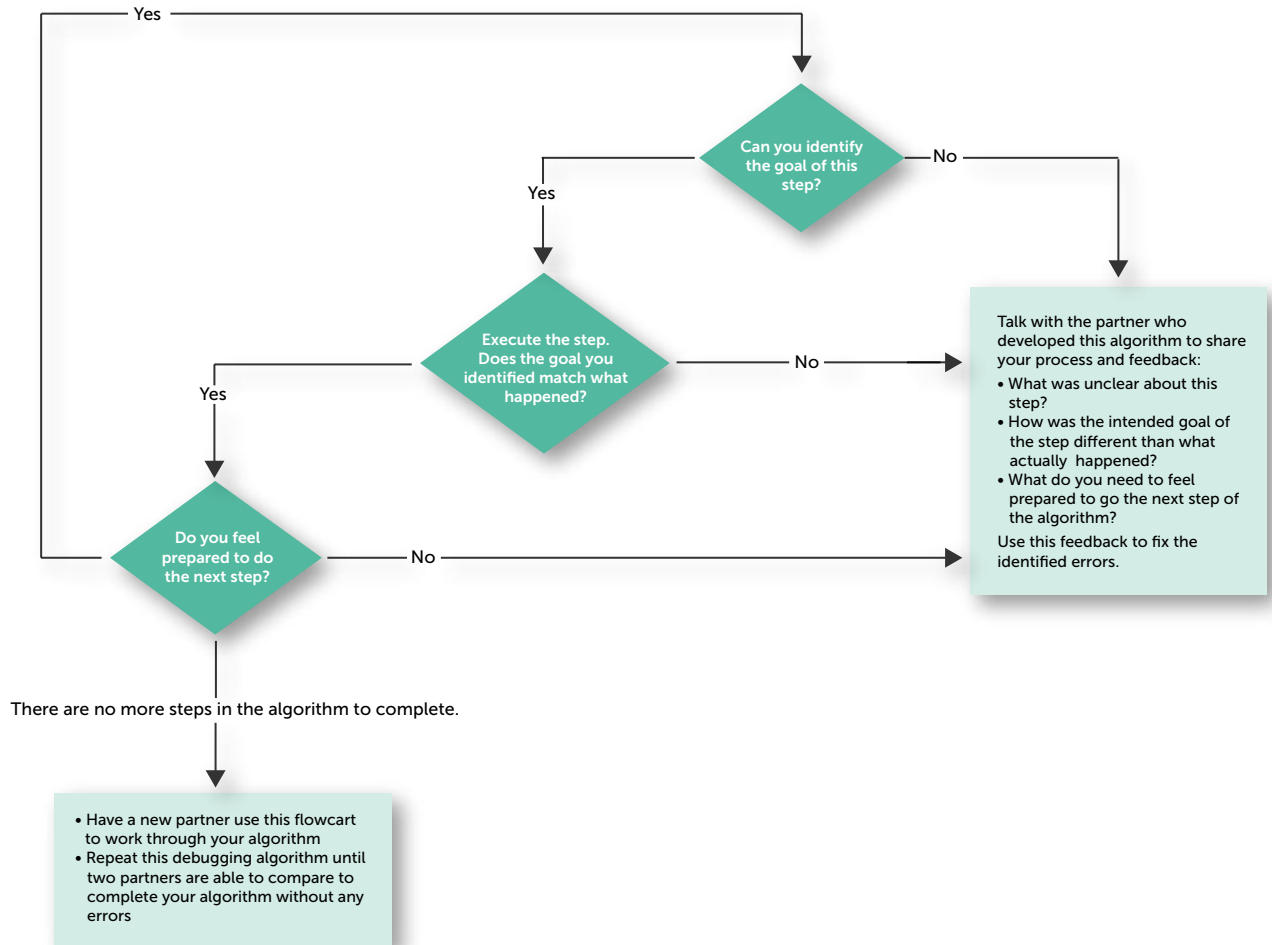 Yes
Can you identify
the goal of this
step?
No
Yes
Execute the step.
Does the goal you
identified match what
happened?
No
Yes
Talk with the partner who
developed this algorithm to share
your process and feedback:
• What was unclear about this
step?
• How was the intended goal of
the step different than what
actually happened?
• What do you need to feel
prepared to go the next step of
the algorithm?
Use this feedback to fix the
identified errors.
Do you feel
prepared to do
the next step?
No
There are no more steps in the algorithm to complete.
• Have a new partner use this flowcart
to work through your algorithm
• Repeat this debugging algorithm until
two partners are able to compare to
complete your algorithm without any
errors